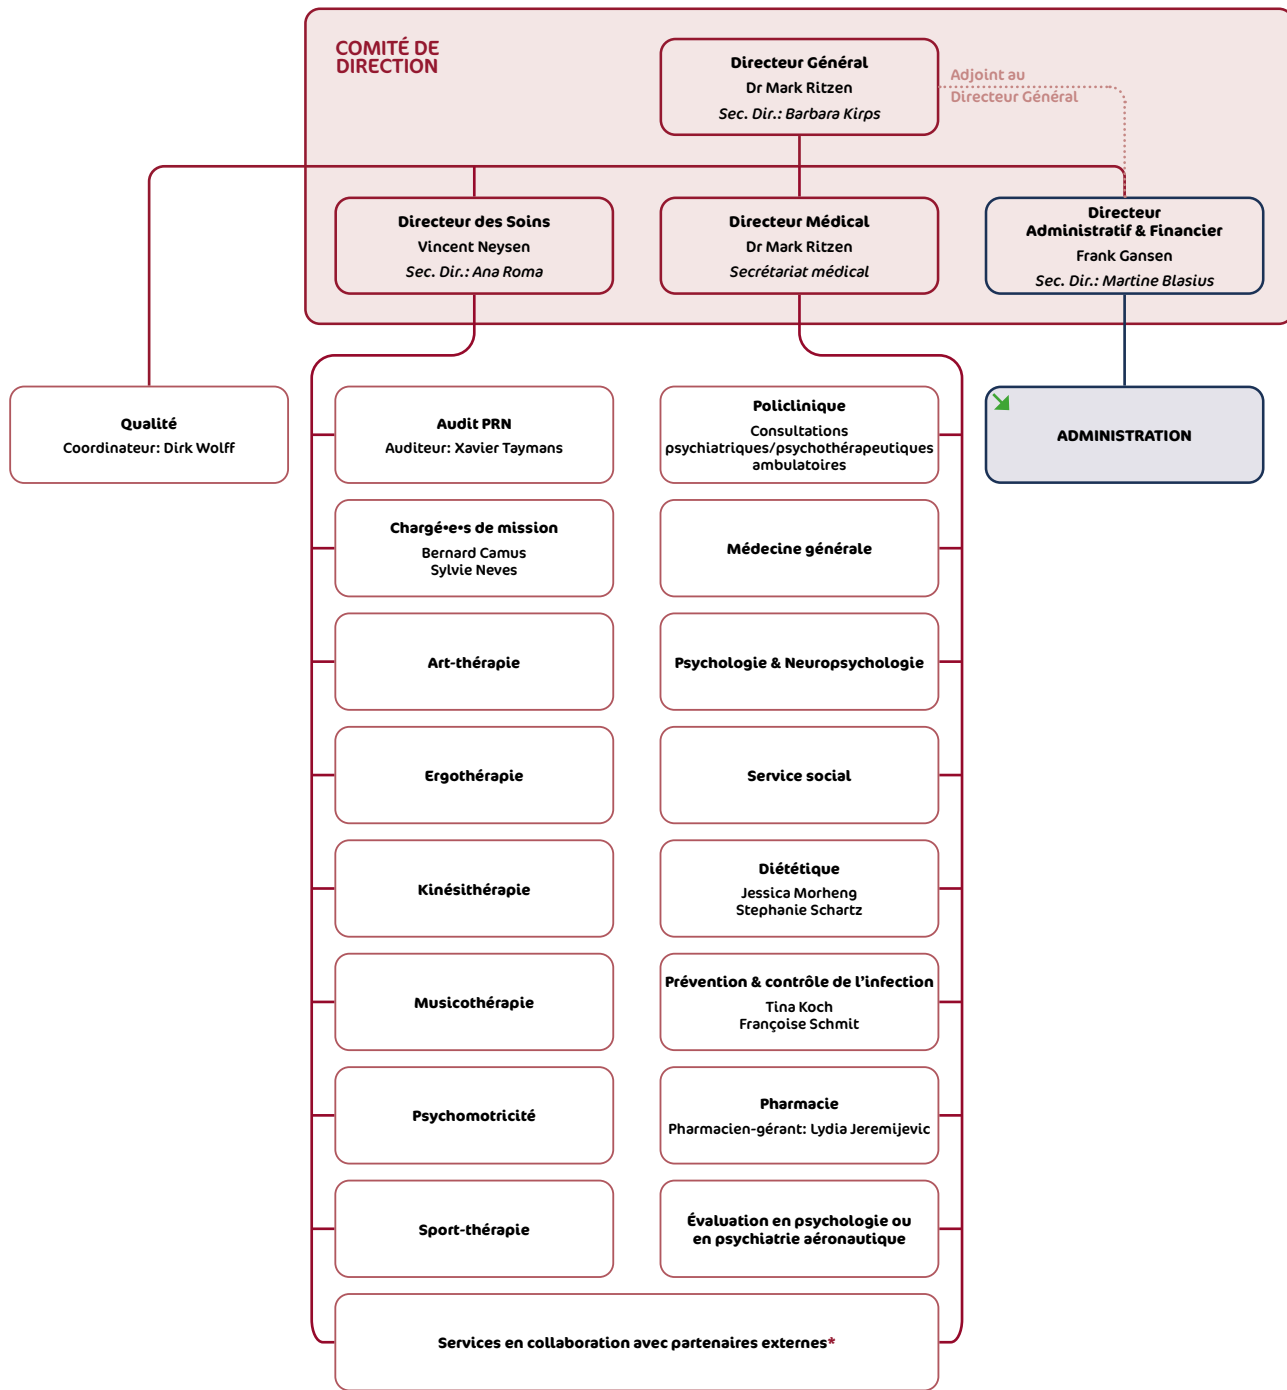 COMITÉ DE
DIRECTION
Directeur Général
Dr Mark Ritzen
Sec. Dir.: Barbara Kirps
Adjoint au
Directeur Général
Directeur des Soins
Vincent Neysen
Sec. Dir.: Ana Roma
Directeur Médical
Dr Mark Ritzen
Secrétariat médical
Directeur
Administratif & Financier
Frank Gansen
Sec. Dir.: Martine Blasius
Qualité
Coordinateur: Dirk Wolff
Audit PRN
Auditeur: Xavier Taymans
Policlinique
Consultations
psychiatriques/psychothérapeutiques
ambulatoires
ADMINISTRATION
Chargé•e•s de mission
Bernard Camus
Sylvie Neves
Médecine générale
Art-thérapie
Psychologie & Neuropsychologie
Ergothérapie
Service social
Kinésithérapie
Diététique
Jessica Morheng
Stephanie Schartz
Musicothérapie
Prévention & contrôle de l'infection
Tina Koch
Françoise Schmit
Psychomotricité
Pharmacie
Pharmacien-gérant: Lydia Jeremijevic
Sport-thérapie
Évaluation en psychologie ou
en psychiatrie aéronautique
Services en collaboration avec partenaires externes*